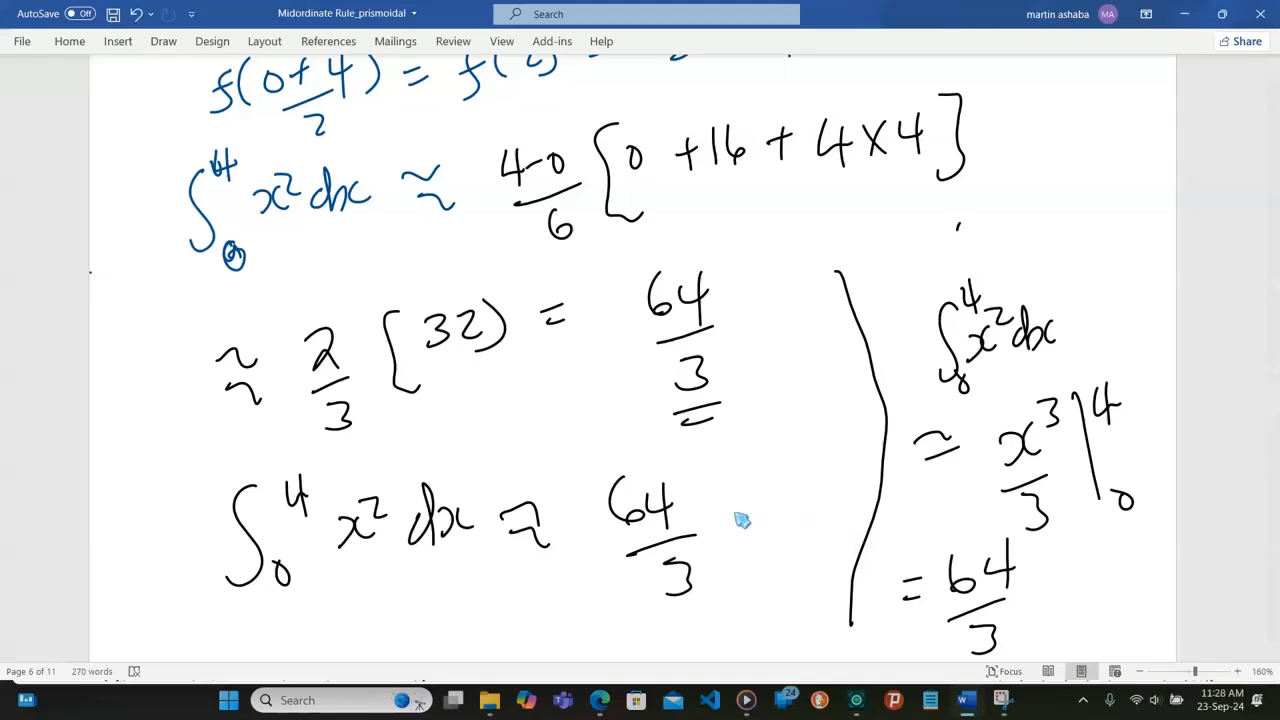 AutoSave Off Midordinate Rule_prismoidal Search martin ashaba MA
File Home Insert Draw Design Layout References Mailings Review View Add-ins Help Share
f(0+4/2) = f(2) =
∫₀⁴ x² dx ≈ 4-0/6 {0 + 16 + 4 × 4]
≈ 2/3 [32) = 64/3
∫₀⁴ x² dx ≈ 64/3
∫₀⁴ x² dx
= x³/3 |₀⁴
= 64/3
Page 6 of 11 270 words Focus 160%
Search 24 11:28 AM
23-Sep-24